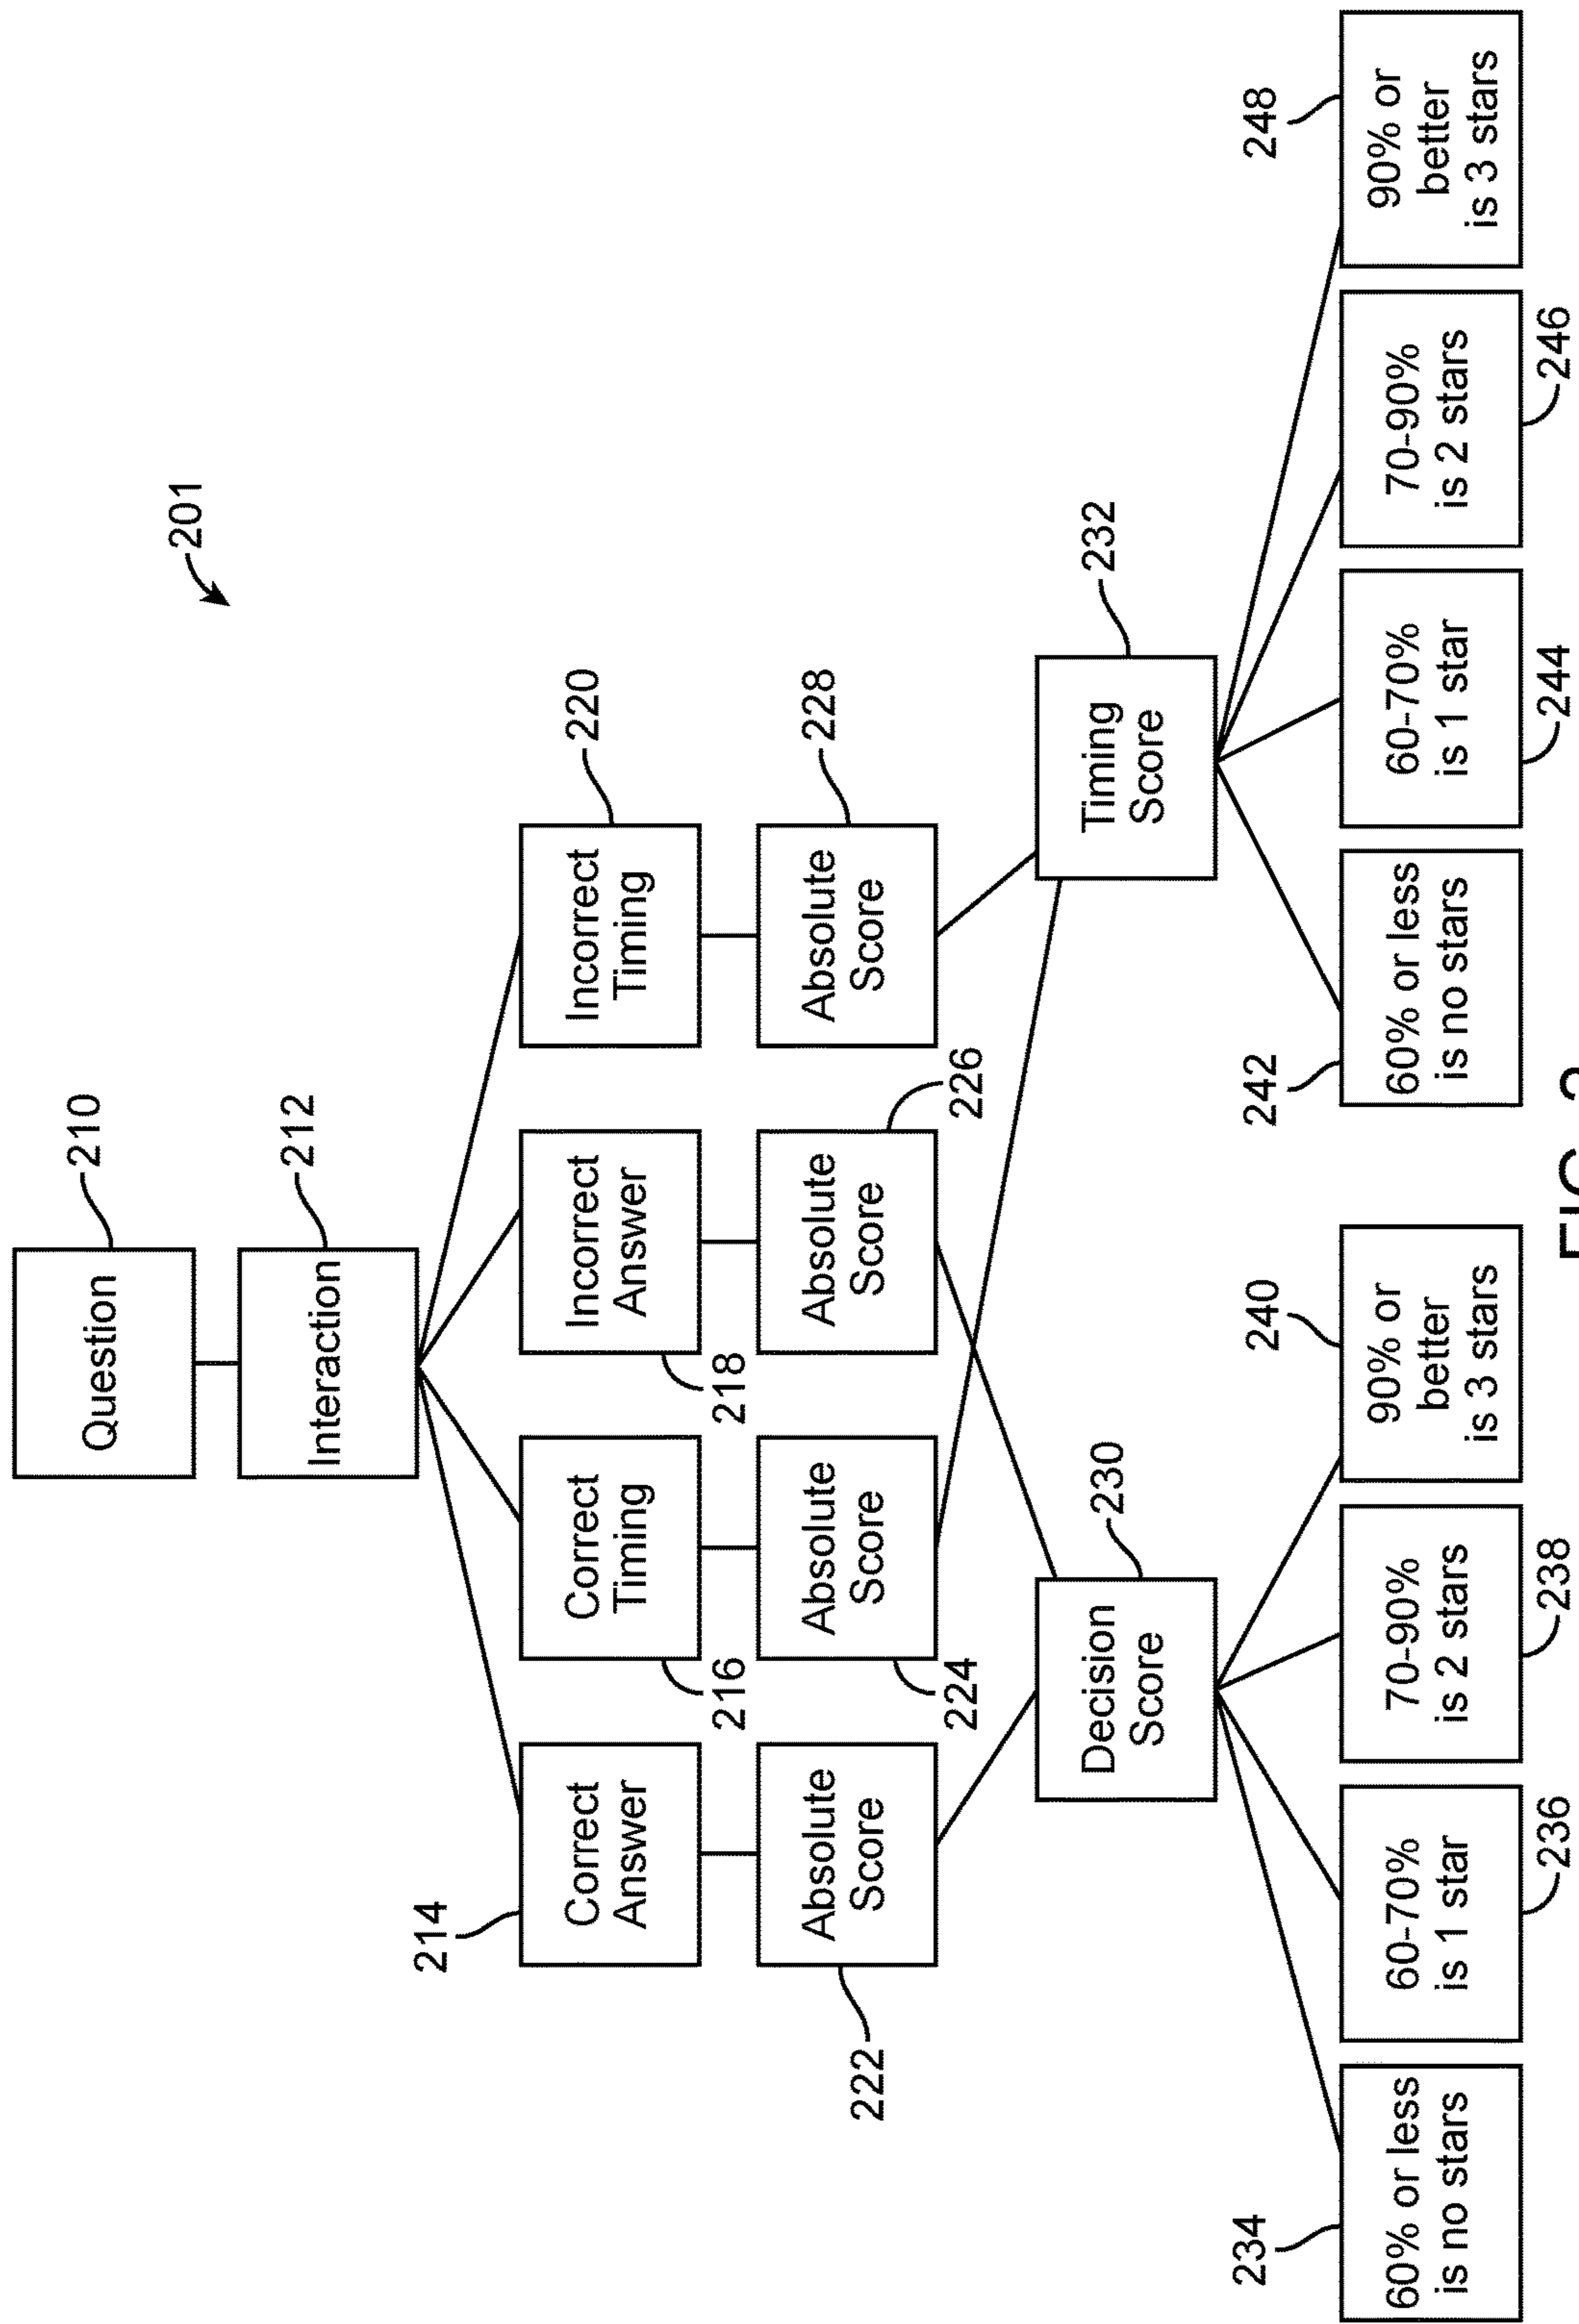 201
Question
210
Interaction
212
214
Correct
Answer
216
Correct
Timing
218
Incorrect
Answer
Incorrect
Timing
220
222
Absolute
Score
224
Absolute
Score
Absolute
Score
226
Absolute
Score
228
Decision
Score
230
Timing
Score
232
234
60% or less
is no stars
60-70%
is 1 star
236
70-90%
is 2 stars
238
240
90% or
better
is 3 stars
242
60% or less
is no stars
60-70%
is 1 star
244
70-90%
is 2 stars
246
248
90% or
better
is 3 stars